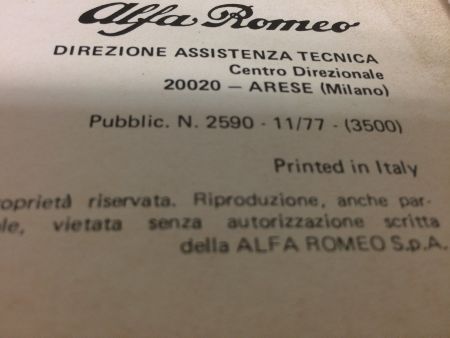 Alfa Romeo
DIREZIONE ASSISTENZA TECNICA
Centro Direzionale
20020 — ARESE (Milano)
Pubblic. N. 2590 - 11/77 - (3500)
Printed in Italy
roprietà riservata. Riproduzione, anche par-
le, vietata senza autorizzazione scritta
della ALFA ROMEO S.p.A.